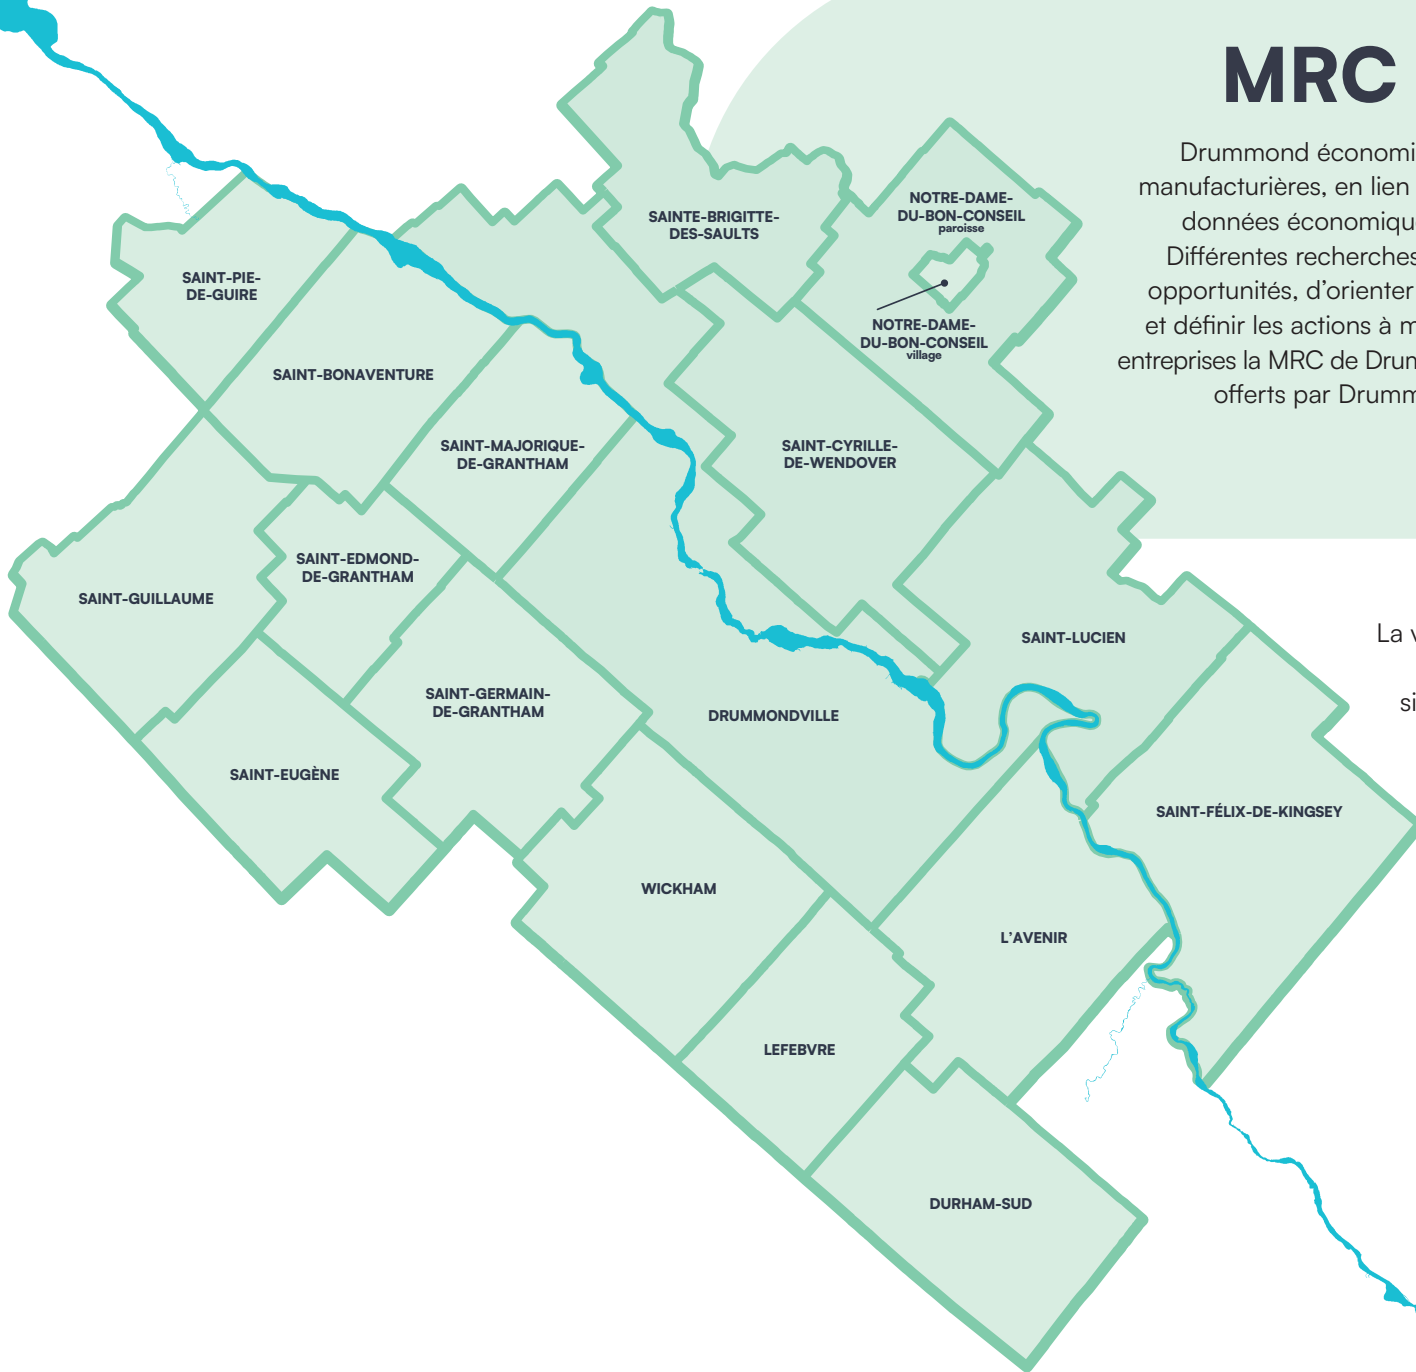 MRC
Drummond économi
manufacturières, en lien
données économiqu
Différentes recherches
opportunités, d'orienter
et définir les actions à m
entreprises la MRC de Drum
offerts par Drumm
La v
si
SAINTE-BRIGITTE-
DES-SAULTS
NOTRE-DAME-
DU-BON-CONSEIL
paroisse
NOTRE-DAME-
DU-BON-CONSEIL
village
SAINT-PIE-
DE-GUIRE
SAINT-BONAVENTURE
SAINT-MAJORIQUE-
DE-GRANTHAM
SAINT-CYRILLE-
DE-WENDOVER
SAINT-EDMOND-
DE-GRANTHAM
SAINT-GUILLAUME
SAINT-LUCIEN
SAINT-GERMAIN-
DE-GRANTHAM
DRUMMONDVILLE
SAINT-EUGÈNE
SAINT-FÉLIX-DE-KINGSEY
WICKHAM
L'AVENIR
LEFEBVRE
DURHAM-SUD